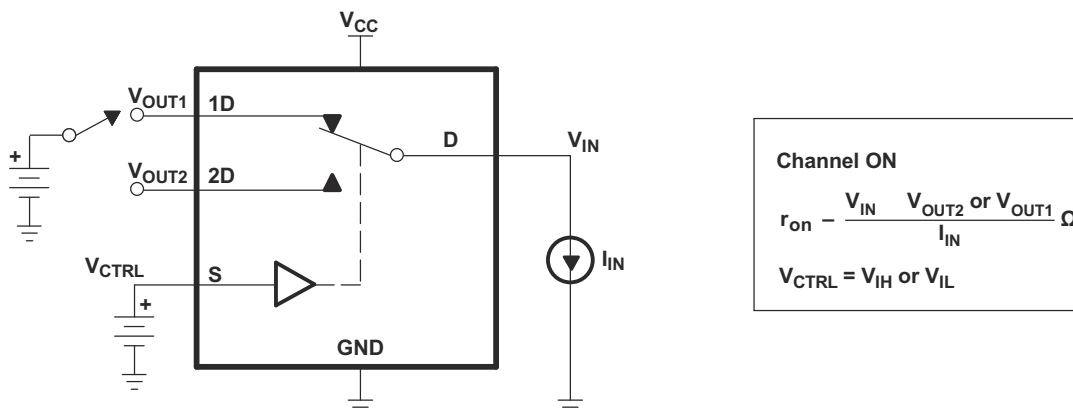 VCC
VOUT1 1D
D VIN
+
VOUT2 2D
IIN
VCTRL S
+
GND
Channel ON
ron – VIN VOUT2 or VOUT1 / IIN Ω
VCTRL = VIH or VIL